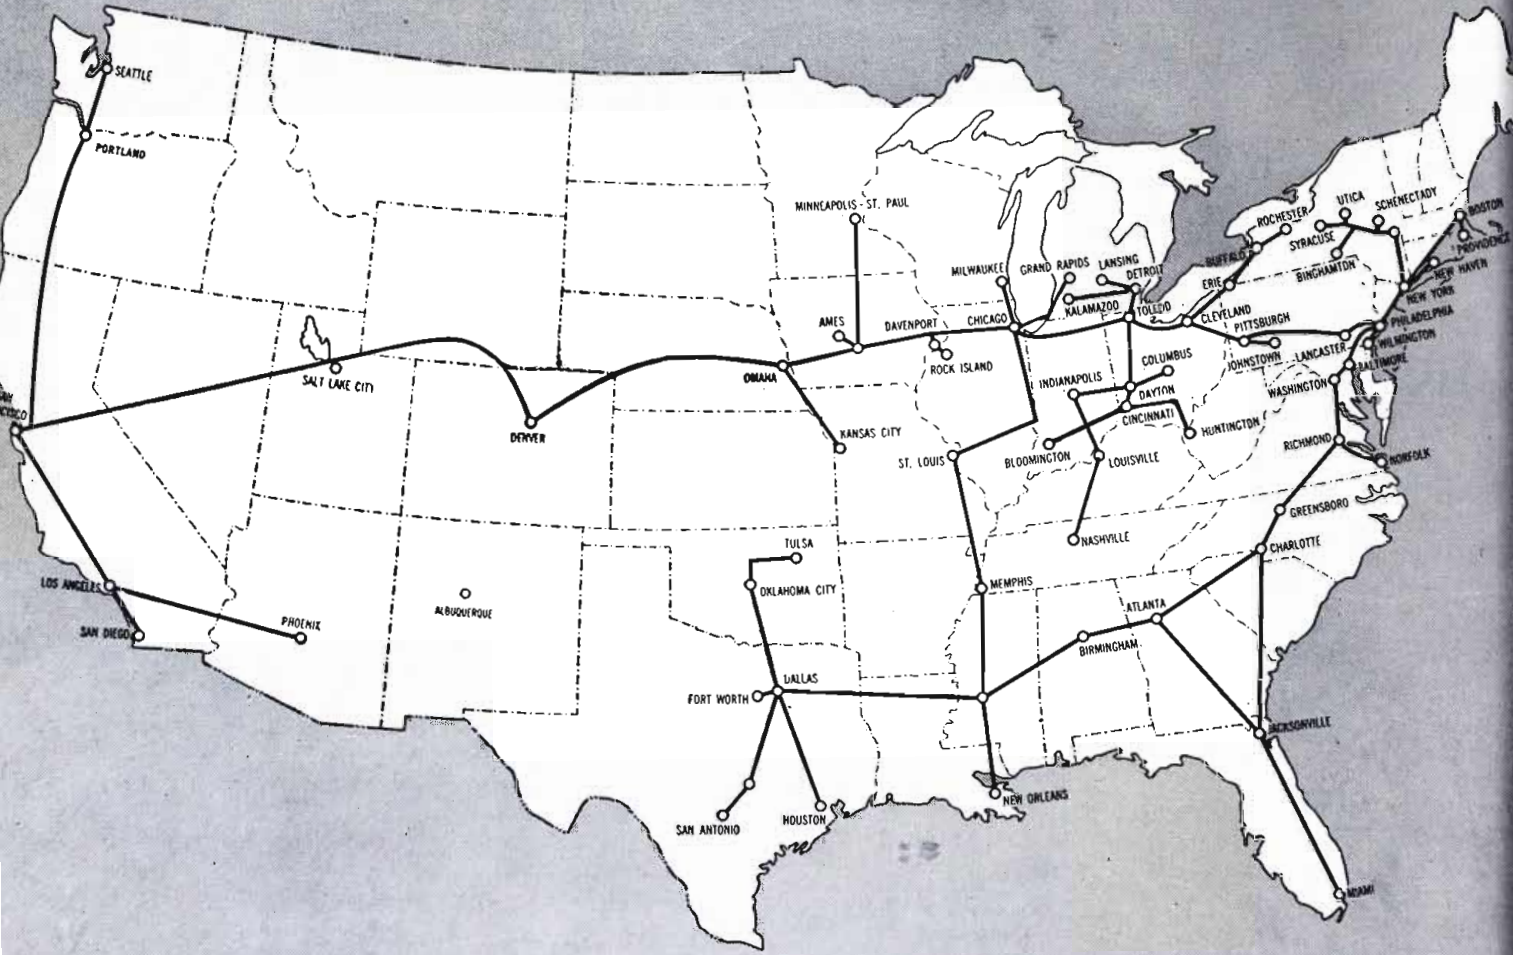 SEATTLE
PORTLAND
MINNEAPOLIS - ST. PAUL
MILWAUKEE
GRAND RAPIDS
LANSING
DETROIT
KALAMAZOO
TOLEDO
CHICAGO
AMES
DAVENPORT
ROCK ISLAND
OMAHA
KANSAS CITY
DENVER
SALT LAKE CITY
LOS ANGELES
SAN DIEGO
PHOENIX
ALBUQUERQUE
TULSA
OKLAHOMA CITY
DALLAS
FORT WORTH
SAN ANTONIO
HOUSTON
NEW ORLEANS
MEMPHIS
ST. LOUIS
BLOOMINGTON
INDIANAPOLIS
COLUMBUS
DAYTON
CINCINNATI
HUNTINGTON
LOUISVILLE
NASHVILLE
BIRMINGHAM
ATLANTA
CHARLOTTE
GREENSBORO
JACKSONVILLE
MIAMI
RICHMOND
NORFOLK
WASHINGTON
BALTIMORE
WILMINGTON
LANCASTER
PHILADELPHIA
JOHNSTOWN
PITTSBURGH
CLEVELAND
ERIE
BUFFALO
ROCHESTER
SYRACUSE
UTICA
BINGHAMTON
SCHENECTADY
BOSTON
PROVIDENCE
NEW HAVEN
NEW YORK